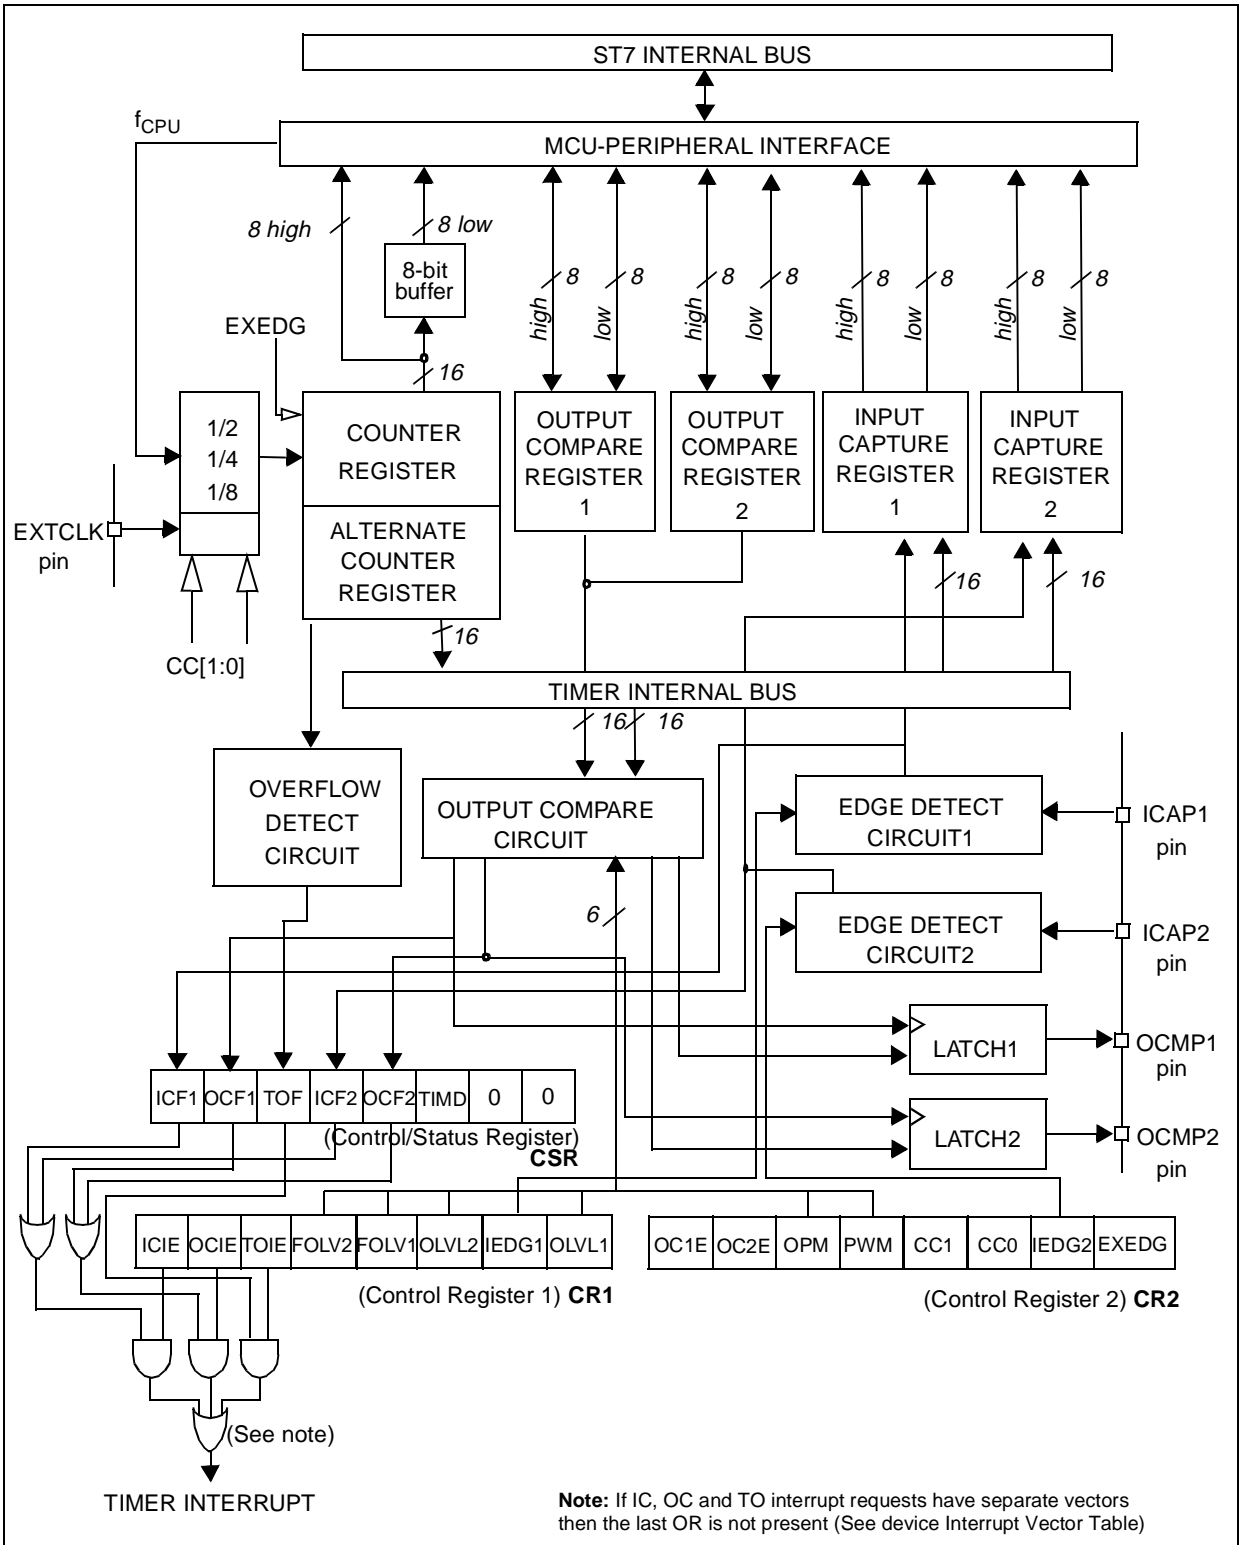 ST7 INTERNAL BUS
fCPU
MCU-PERIPHERAL INTERFACE
8 high
8 low
8-bit
buffer
8
8
8
8
8
8
8
8
high
low
high
low
high
low
high
low
EXEDG
16
1/2
1/4
1/8
COUNTER
REGISTER
OUTPUT
COMPARE
REGISTER
1
OUTPUT
COMPARE
REGISTER
2
INPUT
CAPTURE
REGISTER
1
INPUT
CAPTURE
REGISTER
2
EXTCLK
pin
ALTERNATE
COUNTER
REGISTER
16
16
16
CC[1:0]
TIMER INTERNAL BUS
16
16
OVERFLOW
DETECT
CIRCUIT
OUTPUT COMPARE
CIRCUIT
EDGE DETECT
CIRCUIT1
ICAP1
pin
6
EDGE DETECT
CIRCUIT2
ICAP2
pin
LATCH1
OCMP1
pin
ICF1 OCF1 TOF ICF2 OCF2 TIMD 0 0
(Control/Status Register)
CSR
LATCH2
OCMP2
pin
ICIE OCIE TOIE FOLV2 FOLV1 OLVL2 IEDG1 OLVL1
(Control Register 1) CR1
OC1E OC2E OPM PWM CC1 CC0 IEDG2 EXEDG
(Control Register 2) CR2
(See note)
TIMER INTERRUPT
Note: If IC, OC and TO interrupt requests have separate vectors
then the last OR is not present (See device Interrupt Vector Table)